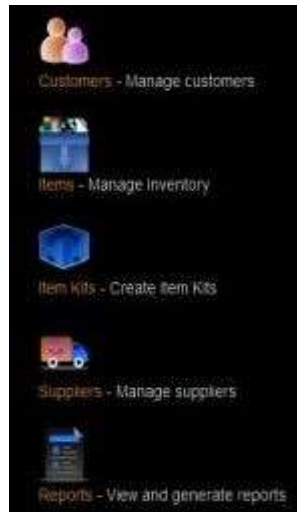 Customers - Manage customers
Items - Manage Inventory
Item Kits - Create Item Kits
Suppliers - Manage suppliers
Reports - View and generate reports